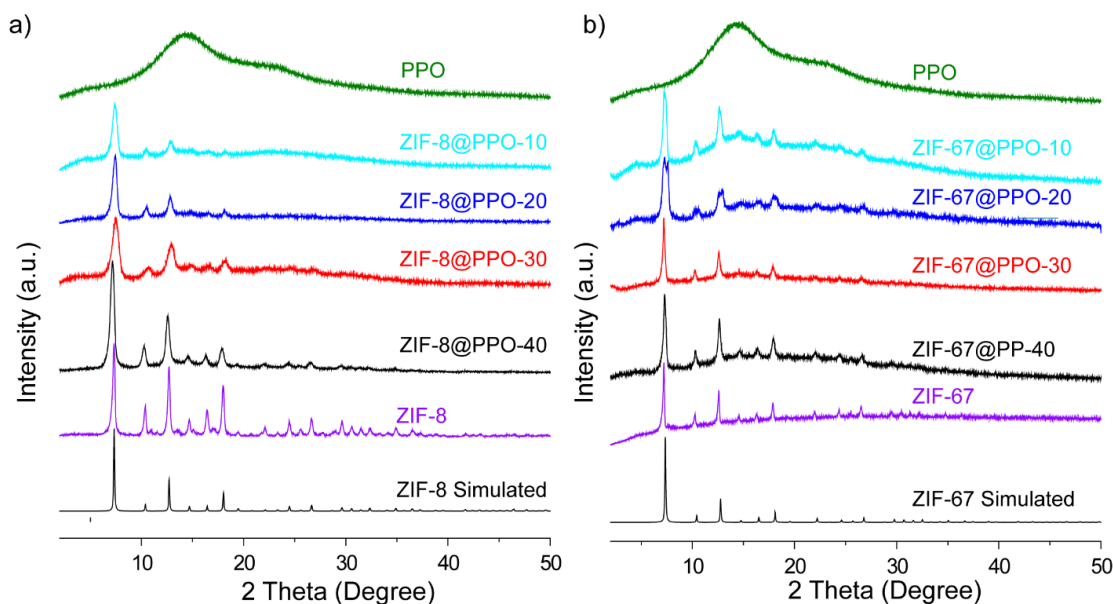 a)
PPO
ZIF-8@PPO-10
ZIF-8@PPO-20
ZIF-8@PPO-30
ZIF-8@PPO-40
ZIF-8
ZIF-8 Simulated
Intensity (a.u.)
10 20 30 40 50
2 Theta (Degree)
b)
PPO
ZIF-67@PPO-10
ZIF-67@PPO-20
ZIF-67@PPO-30
ZIF-67@PP-40
ZIF-67
ZIF-67 Simulated
Intensity (a.u.)
10 20 30 40 50
2 Theta (Degree)